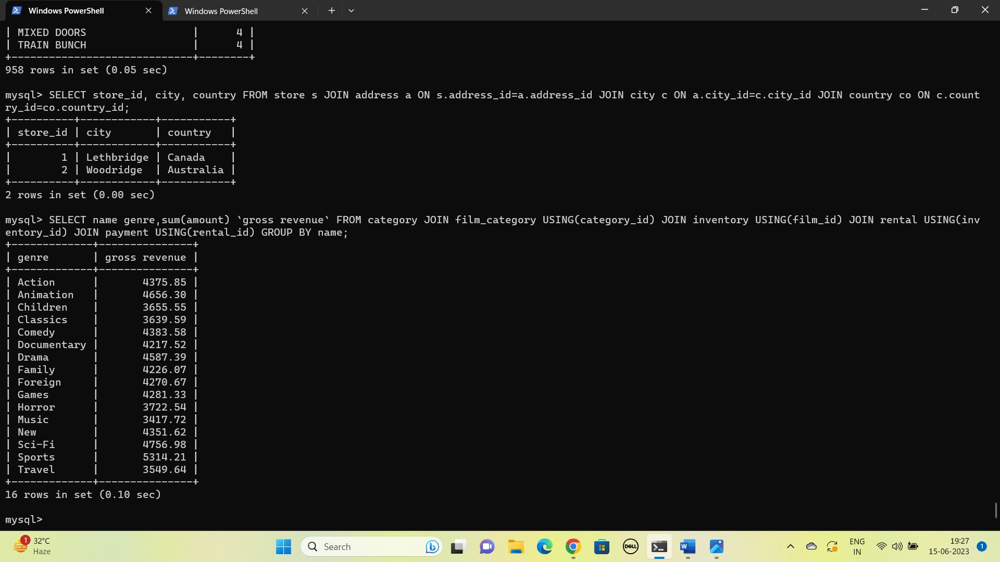 Windows PowerShell
Windows PowerShell
| MIXED DOORS                 |      4 |
| TRAIN BUNCH                 |      4 |
+-----------------------------+--------+
958 rows in set (0.05 sec)
mysql> SELECT store_id, city, country FROM store s JOIN address a ON s.address_id=a.address_id JOIN city c ON a.city_id=c.city_id JOIN country co ON c.count
ry_id=co.country_id;
+----------+------------+-----------+
| store_id | city       | country   |
+----------+------------+-----------+
|        1 | Lethbridge | Canada    |
|        2 | Woodridge  | Australia |
+----------+------------+-----------+
2 rows in set (0.00 sec)
mysql> SELECT name genre,sum(amount) `gross revenue` FROM category JOIN film_category USING(category_id) JOIN inventory USING(film_id) JOIN rental USING(inv
entory_id) JOIN payment USING(rental_id) GROUP BY name;
+-------------+---------------+
| genre       | gross revenue |
+-------------+---------------+
| Action      |       4375.85 |
| Animation   |       4656.30 |
| Children    |       3655.55 |
| Classics    |       3639.59 |
| Comedy      |       4383.58 |
| Documentary |       4217.52 |
| Drama       |       4587.39 |
| Family      |       4226.07 |
| Foreign     |       4270.67 |
| Games       |       4281.33 |
| Horror      |       3722.54 |
| Music       |       3417.72 |
| New         |       4351.62 |
| Sci-Fi      |       4756.98 |
| Sports      |       5314.21 |
| Travel      |       3549.64 |
+-------------+---------------+
16 rows in set (0.10 sec)
mysql>
1
32°C
Haze
Search
DELL
W
ENG
IN
19:27
15-06-2023
1